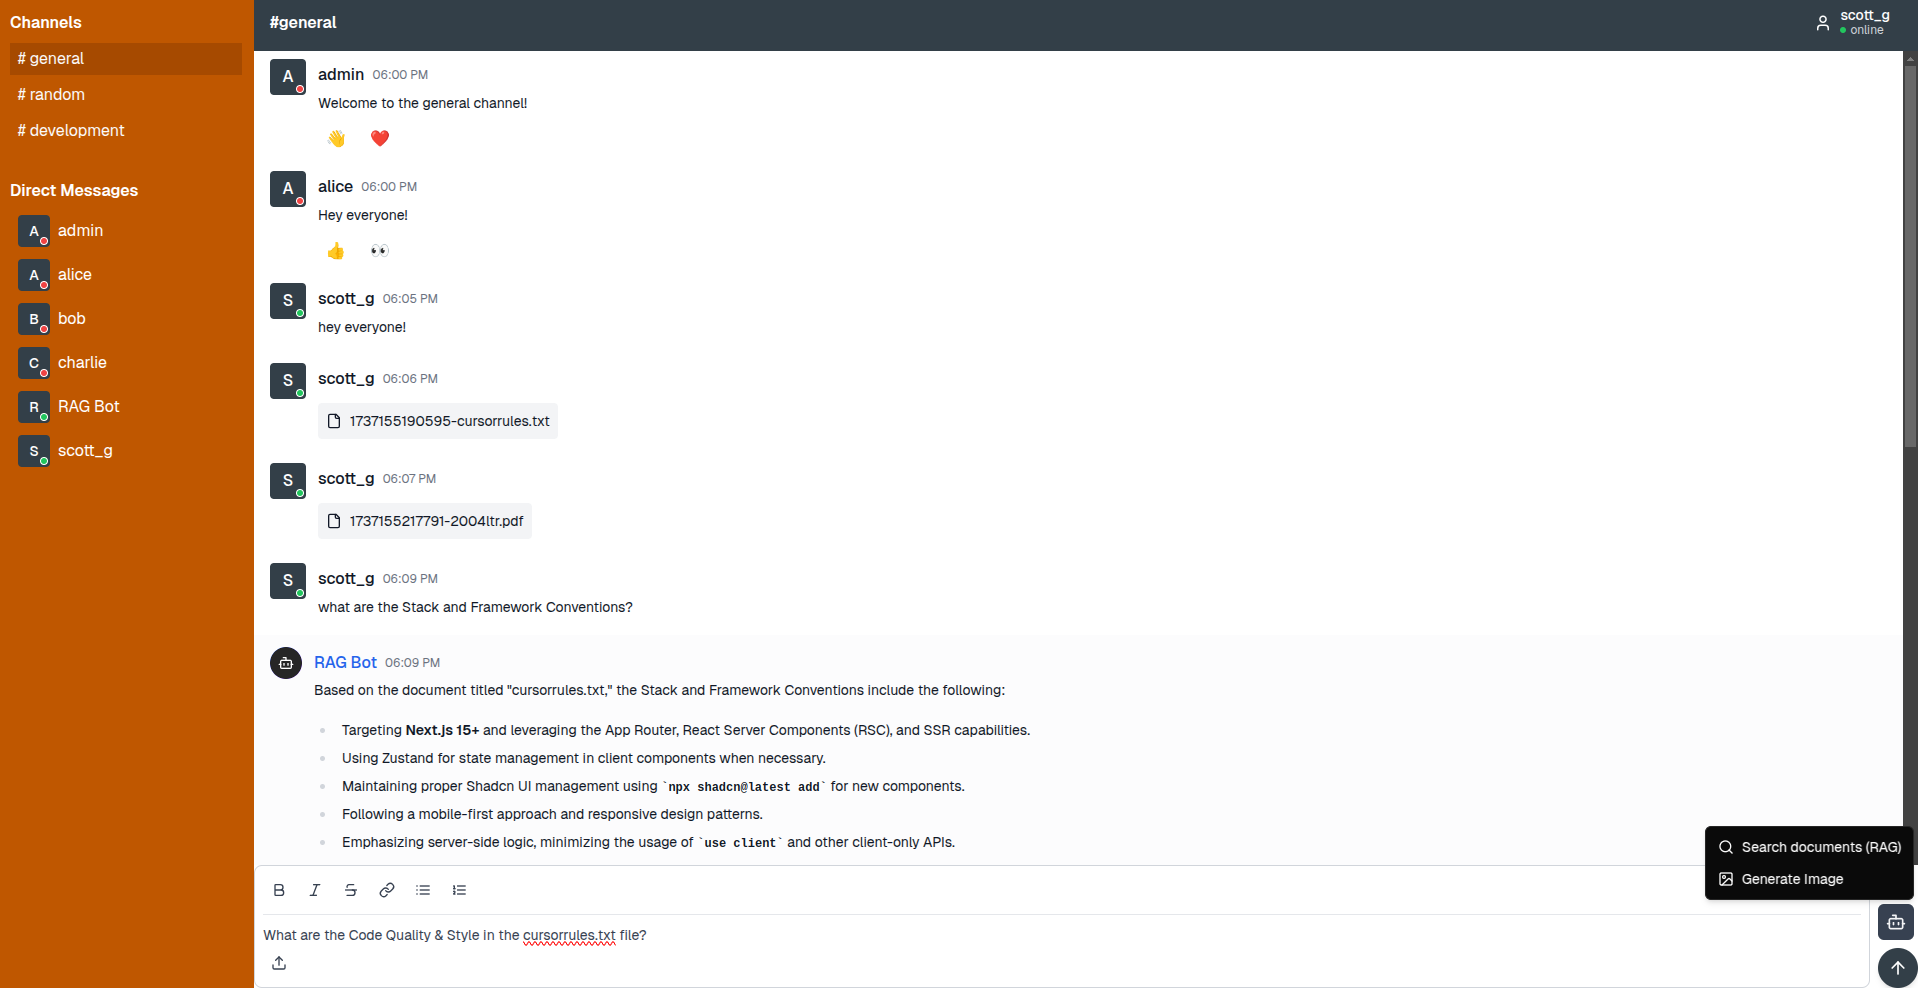 Channels
# general
# random
# development
Direct Messages
A admin
A alice
B bob
C charlie
R RAG Bot
S scott_g
#general
scott_g
online
A admin 06:00 PM
Welcome to the general channel!
👋 ❤️
A alice 06:00 PM
Hey everyone!
👍 👀
S scott_g 06:05 PM
hey everyone!
S scott_g 06:06 PM
1737155190595-cursorrules.txt
S scott_g 06:07 PM
1737155217791-2004ltr.pdf
S scott_g 06:09 PM
what are the Stack and Framework Conventions?
RAG Bot 06:09 PM
Based on the document titled "cursorrules.txt," the Stack and Framework Conventions include the following:
Targeting Next.js 15+ and leveraging the App Router, React Server Components (RSC), and SSR capabilities.
Using Zustand for state management in client components when necessary.
Maintaining proper Shadcn UI management using `npx shadcn@latest add` for new components.
Following a mobile-first approach and responsive design patterns.
Emphasizing server-side logic, minimizing the usage of `use client` and other client-only APIs.
Search documents (RAG)
Generate Image
What are the Code Quality & Style in the cursorrules.txt file?